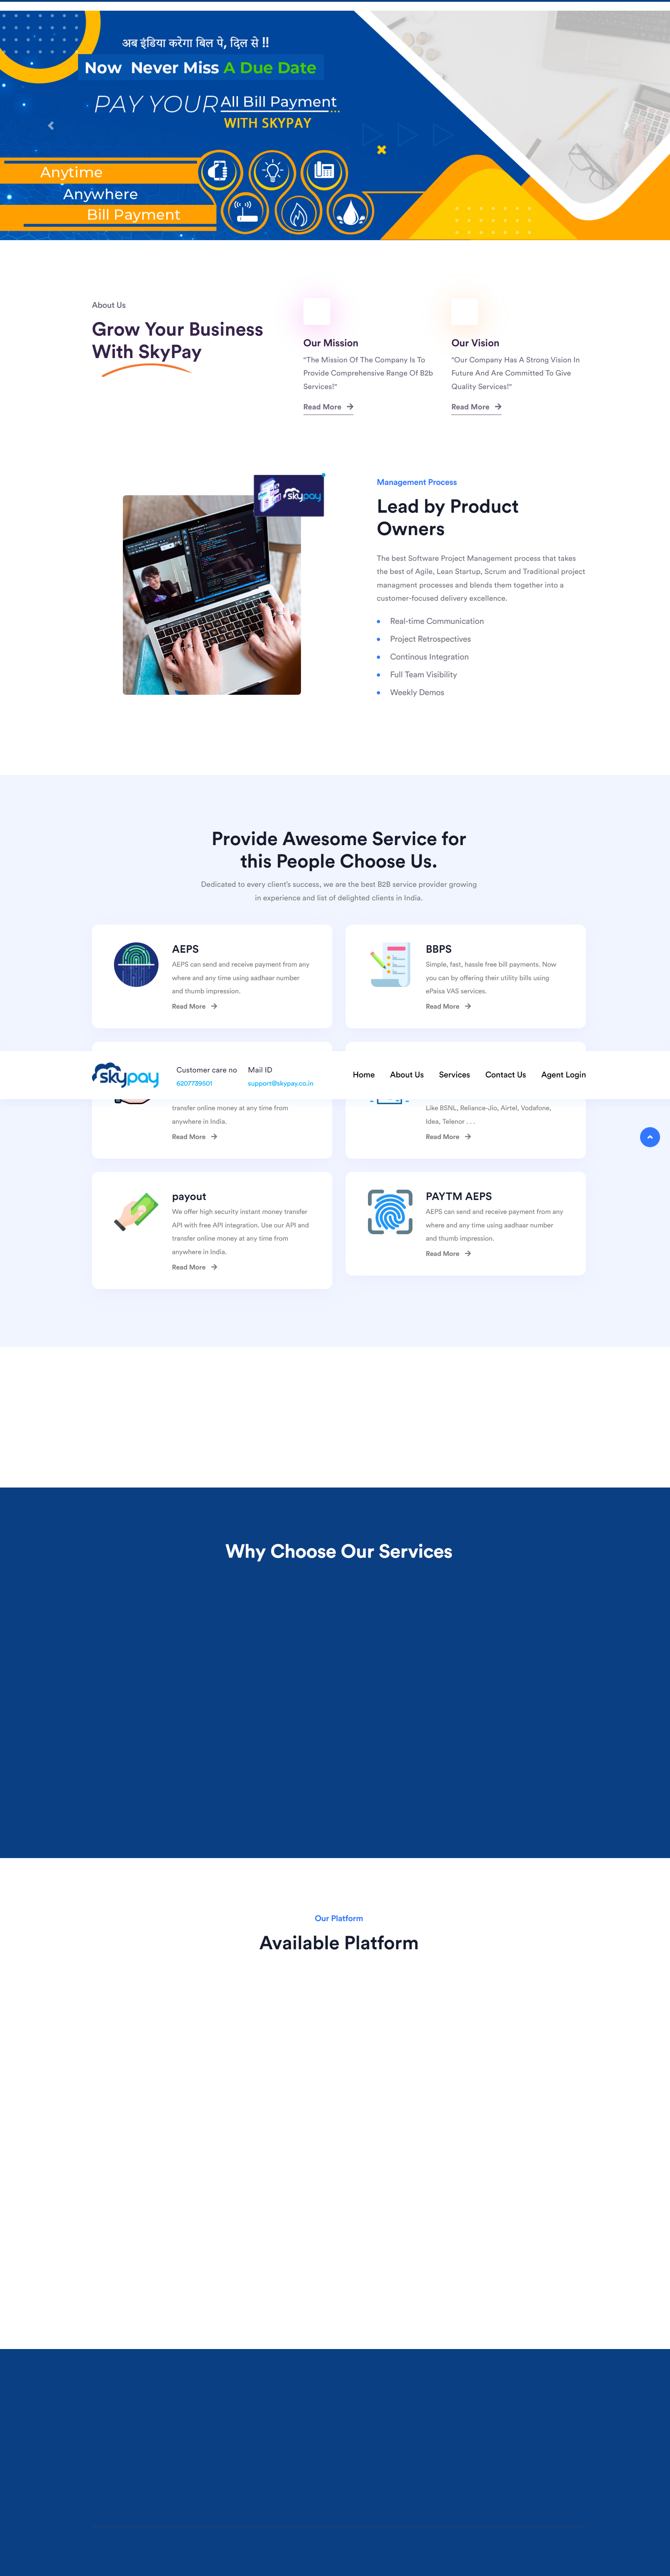 अब इंडिया करेगा बिल पे, दिल से !!
Now Never Miss A Due Date
PAY YOUR All Bill Payment
WITH SKYPAY
Anytime
Anywhere
Bill Payment
About Us
Grow Your Business
With SkyPay
Our Mission
"The Mission Of The Company Is To
Provide Comprehensive Range Of B2b
Services!"
Read More
Our Vision
"Our Company Has A Strong Vision In
Future And Are Committed To Give
Quality Services!"
Read More
skypay
Management Process
Lead by Product
Owners
The best Software Project Management process that takes
the best of Agile, Lean Startup, Scrum and Traditional project
managment processes and blends them together into a
customer-focused delivery excellence.
Real-time Communication
Project Retrospectives
Continous Integration
Full Team Visibility
Weekly Demos
Provide Awesome Service for
this People Choose Us.
Dedicated to every client's success, we are the best B2B service provider growing
in experience and list of delighted clients in India.
AEPS
AEPS can send and receive payment from any
where and any time using aadhaar number
and thumb impression.
Read More
BBPS
Simple, fast, hassle free bill payments. Now
you can by offering their utility bills using
ePaisa VAS services.
Read More
skypay
Customer care no
6207739501
Mail ID
support@skypay.co.in
Home
About Us
Services
Contact Us
Agent Login
transfer online money at any time from
anywhere in India.
Read More
Like BSNL, Reliance-Jio, Airtel, Vodafone,
Idea, Telenor . . .
Read More
payout
We offer high security instant money transfer
API with free API integration. Use our API and
transfer online money at any time from
anywhere in India.
Read More
PAYTM AEPS
AEPS can send and receive payment from any
where and any time using aadhaar number
and thumb impression.
Read More
Why Choose Our Services
Our Platform
Available Platform